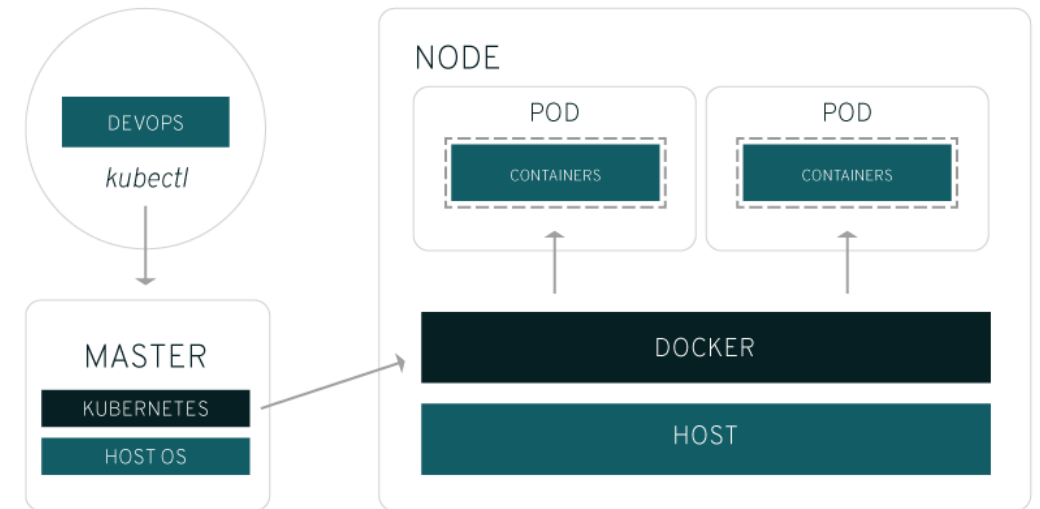 DEVOPS
kubectl
MASTER
KUBERNETES
HOST OS
NODE
POD
CONTAINERS
POD
CONTAINERS
DOCKER
HOST